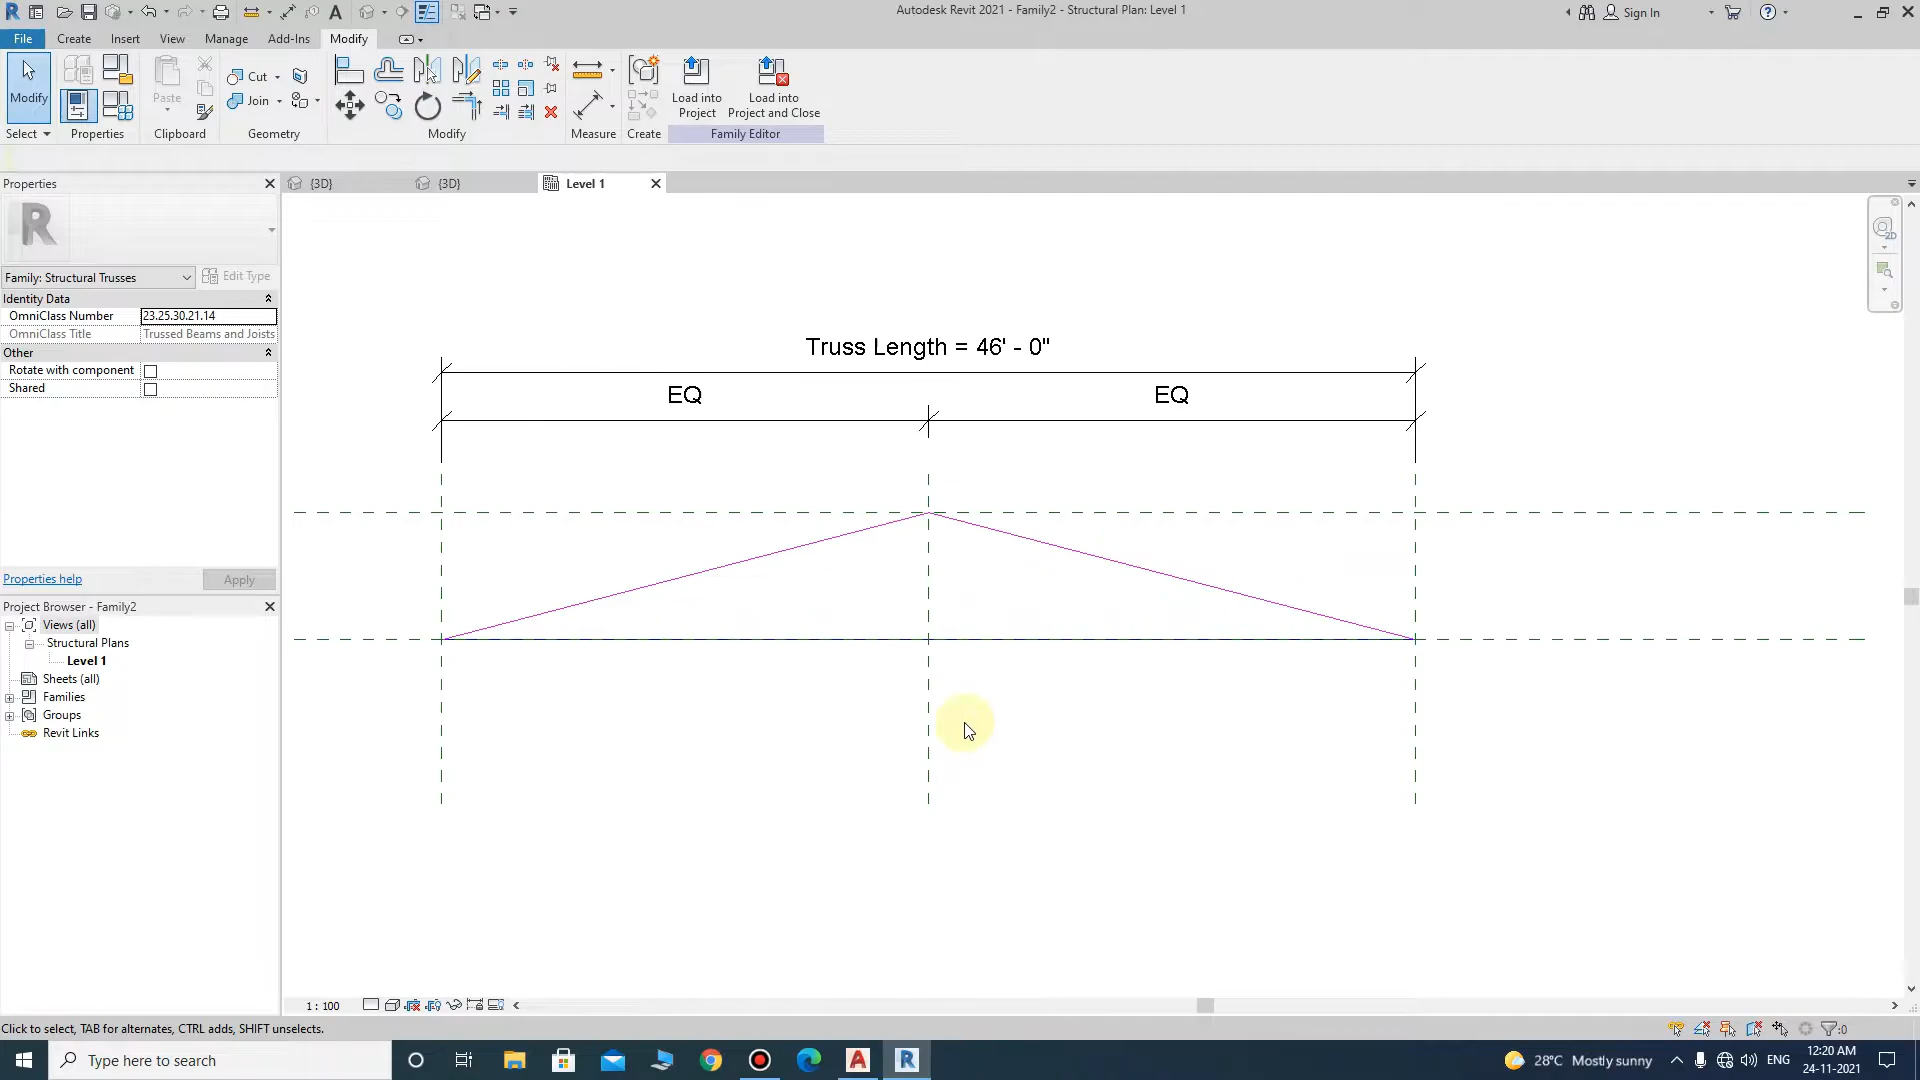 Autodesk Revit 2021 - Family2 - Structural Plan: Level 1
Sign In
File
Create
Insert
View
Manage
Add-Ins
Modify
Modify
Paste
Cut
Join
Load into Project
Load into Project and Close
Select
Properties
Clipboard
Geometry
Modify
Measure
Create
Family Editor
Properties
{3D}
{3D}
Level 1
Family: Structural Trusses
Edit Type
Identity Data
OmniClass Number
23.25.30.21.14
OmniClass Title
Trussed Beams and Joists
Other
Rotate with component
Shared
Properties help
Apply
Project Browser - Family2
Views (all)
Structural Plans
Level 1
Sheets (all)
Families
Groups
Revit Links
Truss Length = 46' - 0"
EQ
EQ
2D
1 : 100
Click to select, TAB for alternates, CTRL adds, SHIFT unselects.
:0
Type here to search
28°C Mostly sunny
ENG
12:20 AM
24-11-2021